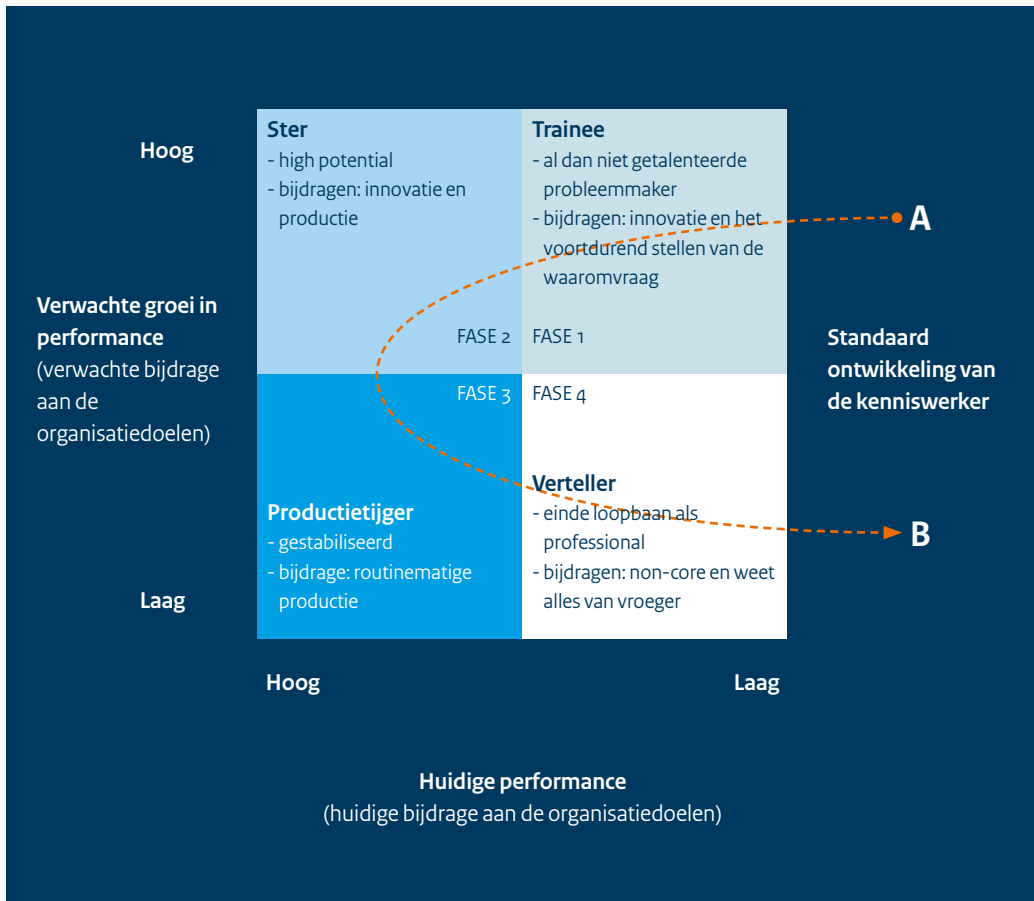 Hoog
Ster
- high potential
- bijdragen: innovatie en
productie
FASE 2
Trainee
- al dan niet getalenteerde
probleemmaker
- bijdragen: innovatie en het
voortdurend stellen van de
waaromvraag
FASE 1
A
Verwachte groei in
performance
(verwachte bijdrage
aan de
organisatiedoelen)
Standaard
ontwikkeling van
de kenniswerker
FASE 3
Productietijger
- gestabiliseerd
- bijdrage: routinematige
productie
FASE 4
Verteller
- einde loopbaan als
professional
- bijdragen: non-core en weet
alles van vroeger
B
Laag
Hoog
Laag
Huidige performance
(huidige bijdrage aan de organisatiedoelen)